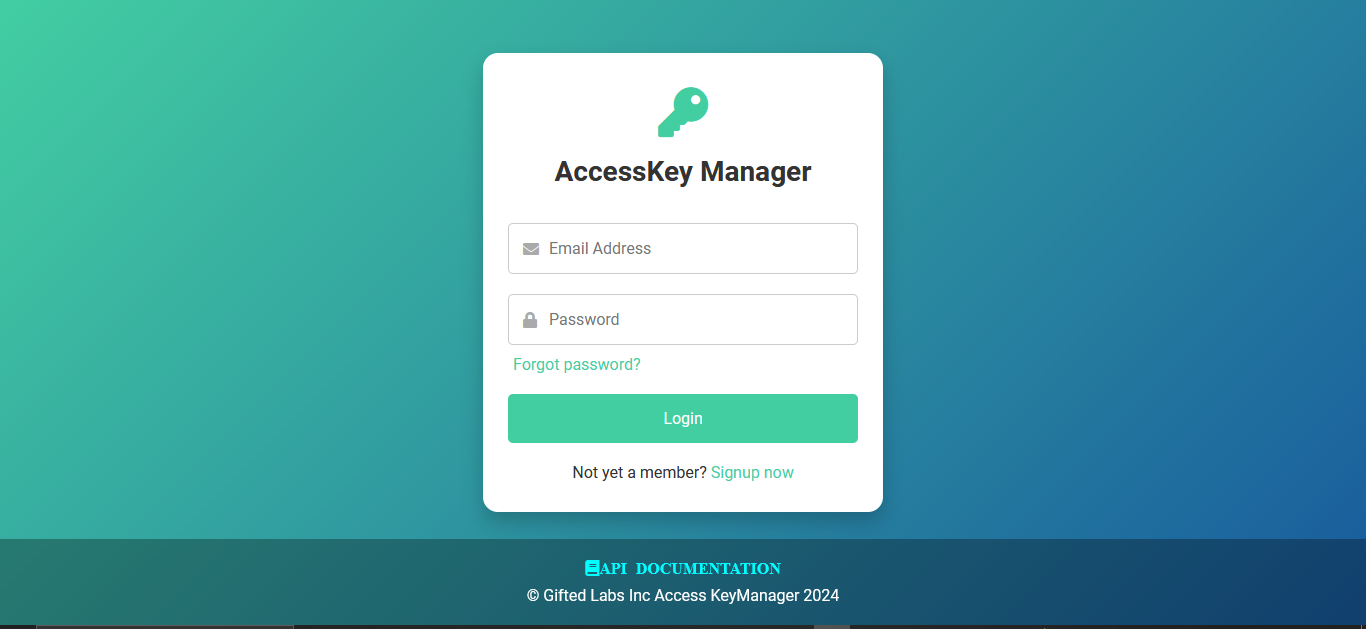 AccessKey Manager
Email Address
Password
Forgot password?
Login
Not yet a member? Signup now
API DOCUMENTATION
© Gifted Labs Inc Access KeyManager 2024